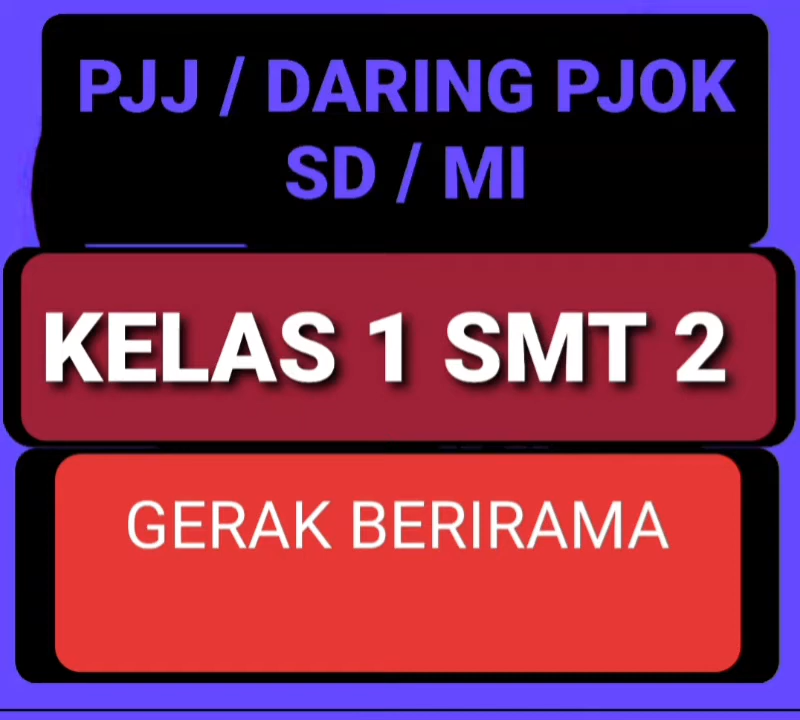 PJJ / DARING PJOK
SD / MI
KELAS 1 SMT 2
GERAK BERIRAMA